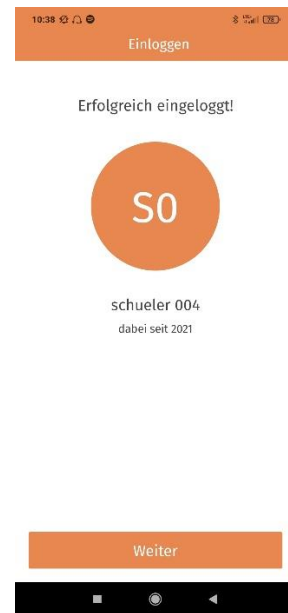 10:38
Einloggen
Erfolgreich eingeloggt!
S0
schueler 004
dabei seit 2021
Weiter